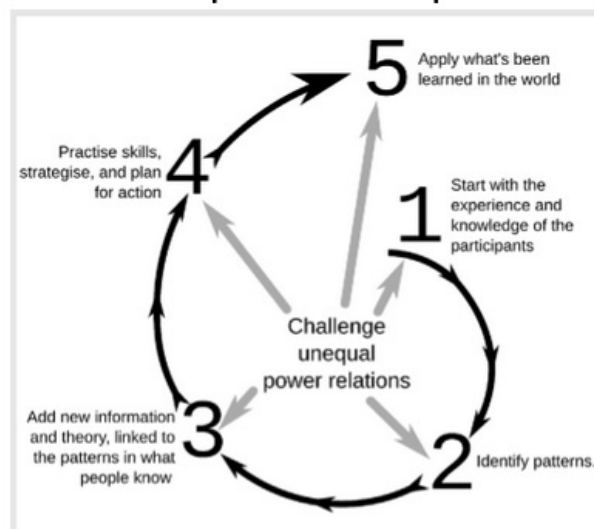 5
Apply what's been
learned in the world
4
Practise skills,
strategise, and plan
for action
1
Start with the
experience and
knowledge of the
participants
Challenge
unequal
power relations
3
Add new information
and theory, linked to
the patterns in what
people know
2
Identify patterns.